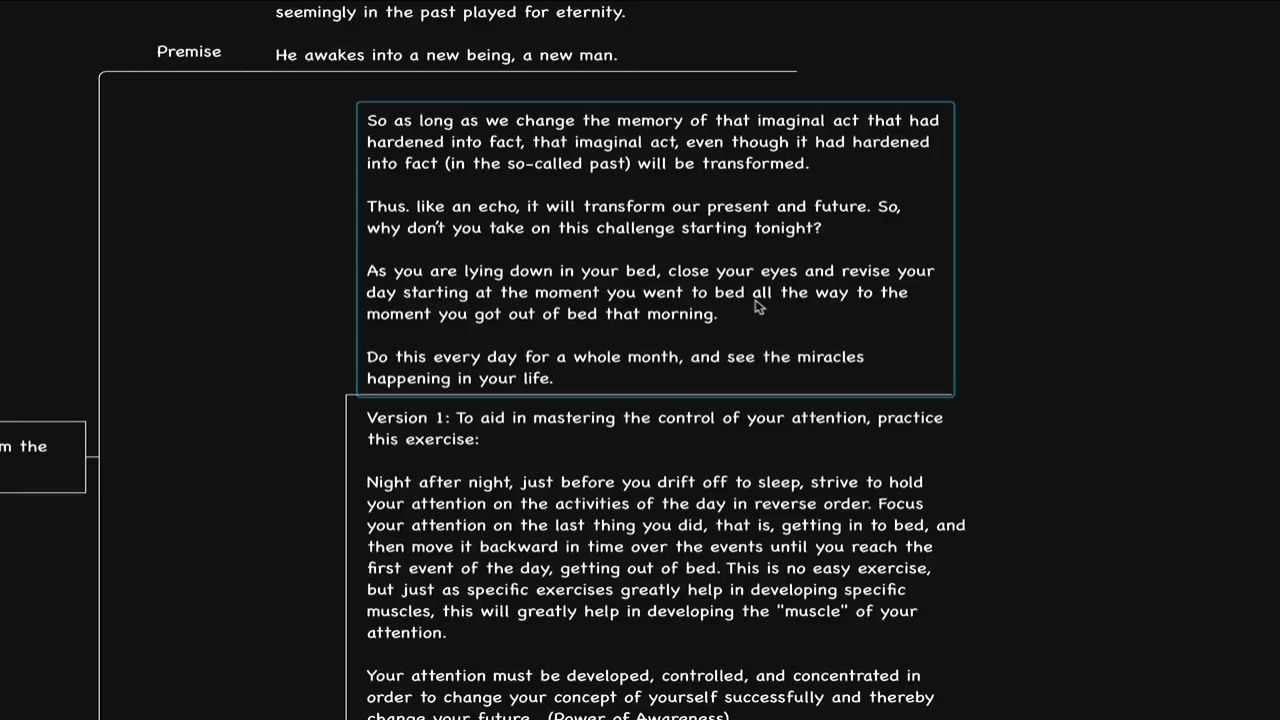 seemingly in the past played for eternity.
Premise
He awakes into a new being, a new man.
So as long as we change the memory of that imaginal act that had
hardened into fact, that imaginal act, even though it had hardened
into fact (in the so-called past) will be transformed.
Thus. like an echo, it will transform our present and future. So,
why don't you take on this challenge starting tonight?
As you are lying down in your bed, close your eyes and revise your
day starting at the moment you went to bed all the way to the
moment you got out of bed that morning.
Do this every day for a whole month, and see the miracles
happening in your life.
Version 1: To aid in mastering the control of your attention, practice
this exercise:
m the
Night after night, just before you drift off to sleep, strive to hold
your attention on the activities of the day in reverse order. Focus
your attention on the last thing you did, that is, getting in to bed, and
then move it backward in time over the events until you reach the
first event of the day, getting out of bed. This is no easy exercise,
but just as specific exercises greatly help in developing specific
muscles, this will greatly help in developing the "muscle" of your
attention.
Your attention must be developed, controlled, and concentrated in
order to change your concept of yourself successfully and thereby
change your future. (Power of Awareness)